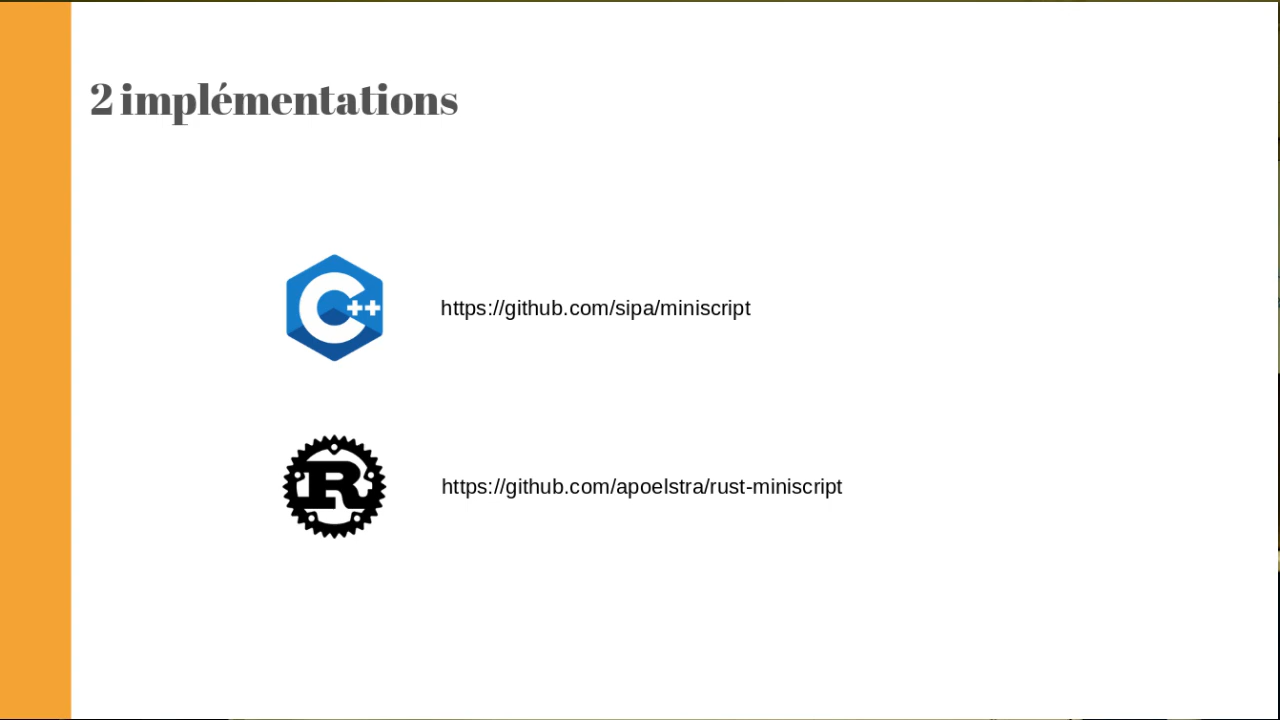 2 implémentations
C++
https://github.com/sipa/miniscript
R
https://github.com/apoelstra/rust-miniscript